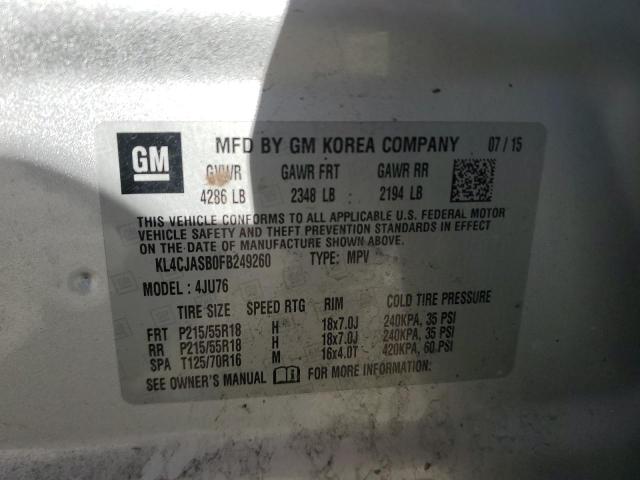 GM
MFD BY GM KOREA COMPANY 07/15
GVWR GAWR FRT GAWR RR
4286 LB 2348 LB 2194 LB
THIS VEHICLE CONFORMS TO ALL APPLICABLE U.S. FEDERAL MOTOR
VEHICLE SAFETY AND THEFT PREVENTION STANDARDS IN EFFECT ON
THE DATE OF MANUFACTURE SHOWN ABOVE.
KL4CJASB0FB249260 TYPE: MPV
MODEL: 4JU76
TIRE SIZE SPEED RTG RIM COLD TIRE PRESSURE
FRT P215/55R18 H 18x7.0J 240KPA, 35 PSI
RR P215/55R18 H 18x7.0J 240KPA, 35 PSI
SPA T125/70R16 M 16x4.0T 420KPA, 60 PSI
SEE OWNER'S MANUAL FOR MORE INFORMATION: